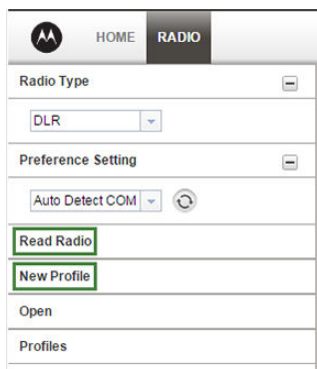 HOME RADIO
Radio Type
DLR
Preference Setting
Auto Detect COM
Read Radio
New Profile
Open
Profiles